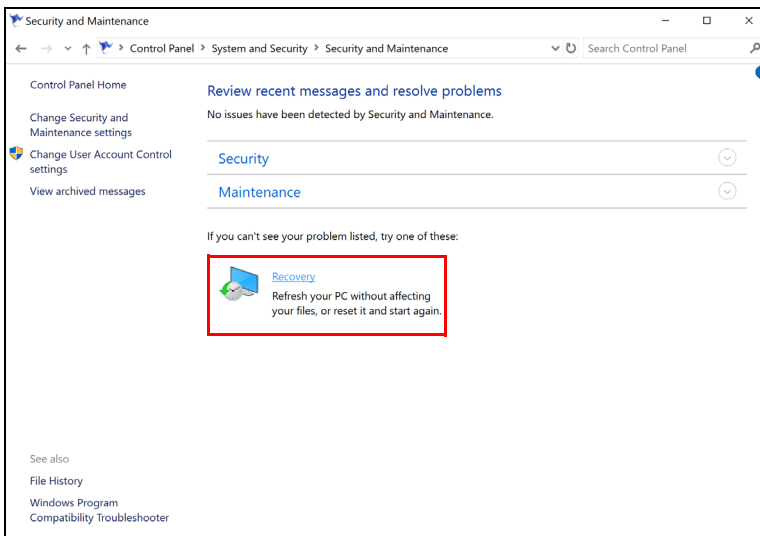 Security and Maintenance
Control Panel > System and Security > Security and Maintenance
Search Control Panel
Control Panel Home
Change Security and
Maintenance settings
Change User Account Control
settings
View archived messages
Review recent messages and resolve problems
No issues have been detected by Security and Maintenance.
Security
Maintenance
If you can't see your problem listed, try one of these:
Recovery
Refresh your PC without affecting
your files, or reset it and start again.
See also
File History
Windows Program
Compatibility Troubleshooter